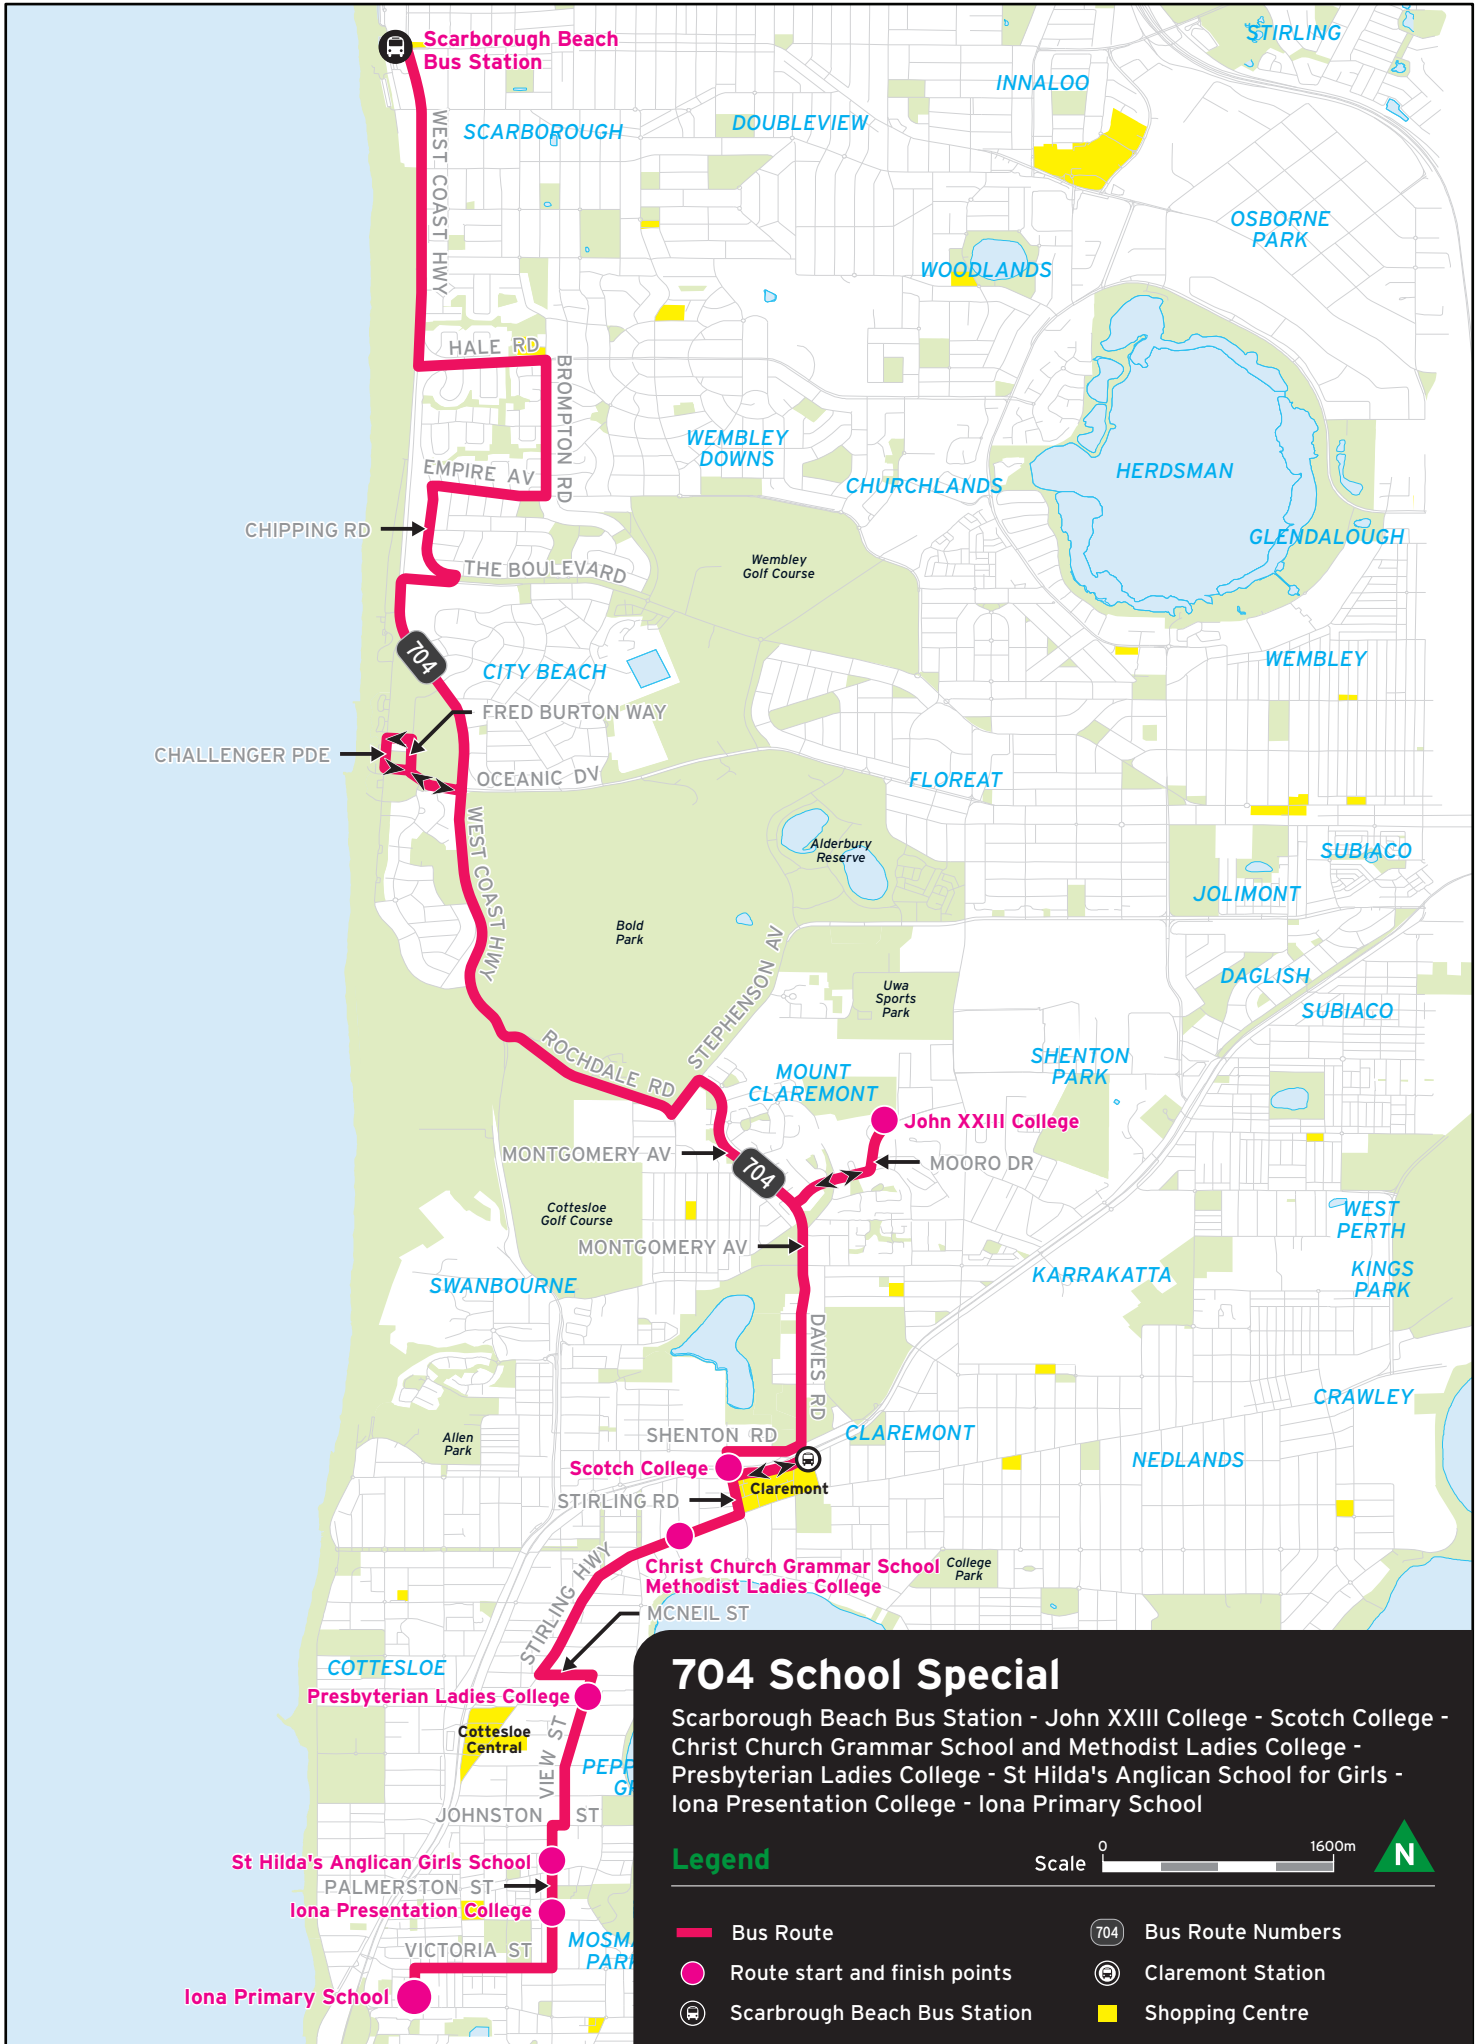 Scarborough Beach
Bus Station
STIRLING
INNALOO
WEST COAST HWY
SCARBOROUGH
DOUBLEVIEW
OSBORNE
PARK
WOODLANDS
HALE RD
BROMPTON RD
WEMBLEY
DOWNS
EMPIRE AV
HERDSMAN
CHURCHLANDS
CHIPPING RD
GLENDALOUGH
Wembley
Golf Course
THE BOULEVARD
704
WEMBLEY
CITY BEACH
FRED BURTON WAY
CHALLENGER PDE
OCEANIC DV
FLOREAT
WEST COAST HWY
Alderbury
Reserve
SUBIACO
JOLIMONT
Bold
Park
STEPHENSON AV
DAGLISH
Uwa
Sports
Park
SUBIACO
ROCHDALE RD
SHENTON
PARK
MOUNT
CLAREMONT
John XXIII College
MONTGOMERY AV
MOORO DR
704
Cottesloe
Golf Course
WEST
PERTH
MONTGOMERY AV
KARRAKATTA
KINGS
PARK
SWANBOURNE
DAVIES RD
CRAWLEY
Allen
Park
SHENTON RD
CLAREMONT
NEDLANDS
Scotch College
Claremont
STIRLING RD
Christ Church Grammar School
Methodist Ladies College
College
Park
STIRLING HWY
MCNEIL ST
COTTESLOE
Presbyterian Ladies College
Cottesloe
Central
VIEW ST
PEPP
GR
JOHNSTON ST
St Hilda's Anglican Girls School
PALMERSTON ST
Iona Presentation College
VICTORIA ST
MOSMA
PARK
Iona Primary School
704 School Special
Scarborough Beach Bus Station - John XXIII College - Scotch College -
Christ Church Grammar School and Methodist Ladies College -
Presbyterian Ladies College - St Hilda's Anglican School for Girls -
Iona Presentation College - Iona Primary School
Legend
Scale
0
1600m
N
Bus Route
704
Bus Route Numbers
Route start and finish points
Claremont Station
Scarbrough Beach Bus Station
Shopping Centre